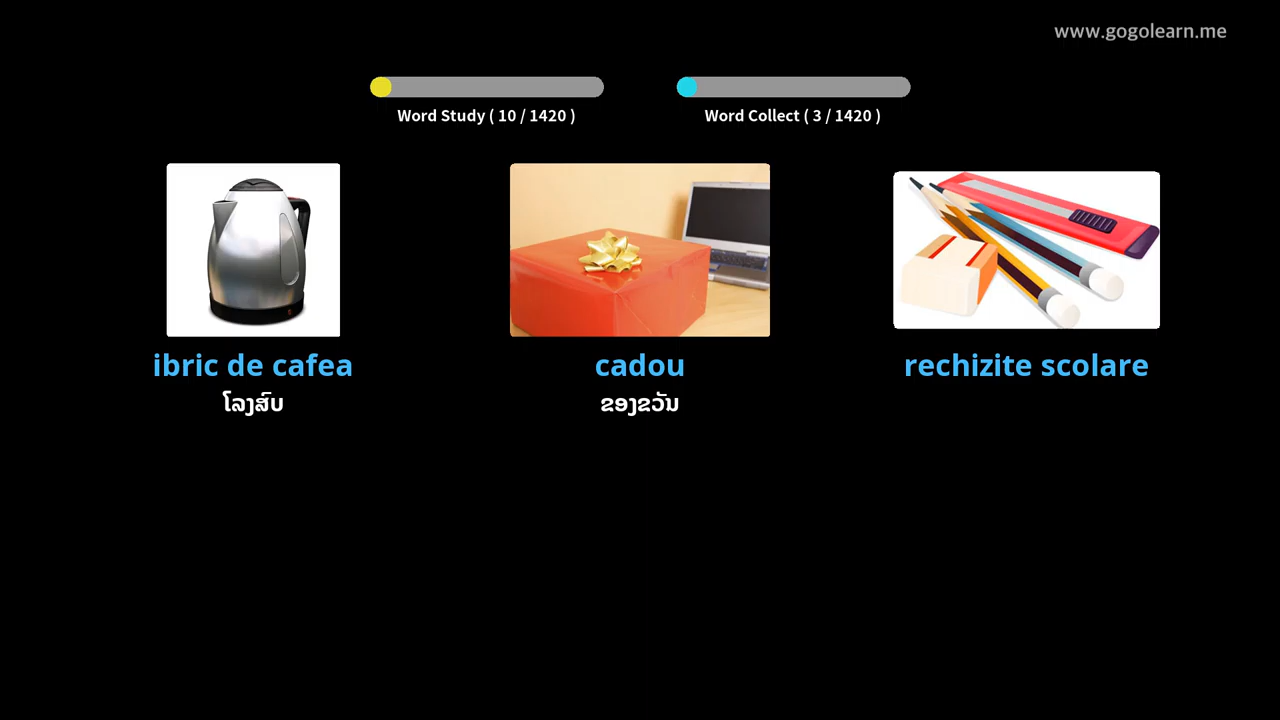 www.gogolearn.me
Word Study ( 10 / 1420 )
Word Collect ( 3 / 1420 )
ibric de cafea
cadou
rechizite scolare
ໂລງສົບ
ຂອງຂວັນ